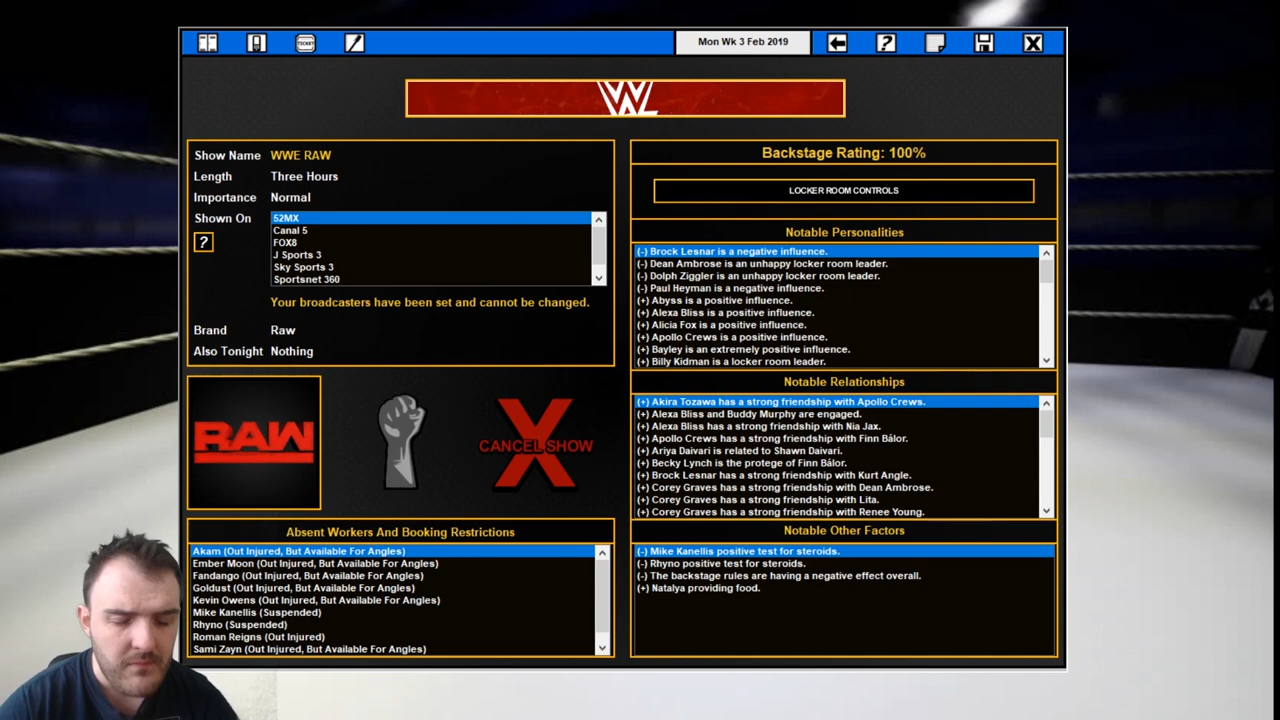 TICKET
Mon Wk 3 Feb 2019
?
X
W
Show Name WWE RAW
Length Three Hours
Importance Normal
Shown On 52MX
?
Canal 5
FOX8
J Sports 3
Sky Sports 3
Sportsnet 360
Your broadcasters have been set and cannot be changed.
Brand Raw
Also Tonight Nothing
RAW
CANCEL SHOW
Absent Workers And Booking Restrictions
Akam (Out Injured, But Available For Angles)
Ember Moon (Out Injured, But Available For Angles)
Fandango (Out Injured, But Available For Angles)
Goldust (Out Injured, But Available For Angles)
Kevin Owens (Out Injured, But Available For Angles)
Mike Kanellis (Suspended)
Rhyno (Suspended)
Roman Reigns (Out Injured)
Sami Zayn (Out Injured, But Available For Angles)
Backstage Rating: 100%
LOCKER ROOM CONTROLS
Notable Personalities
(-) Brock Lesnar is a negative influence.
(-) Dean Ambrose is an unhappy locker room leader.
(-) Dolph Ziggler is an unhappy locker room leader.
(-) Paul Heyman is a negative influence.
(+) Abyss is a positive influence.
(+) Alexa Bliss is a positive influence.
(+) Alicia Fox is a positive influence.
(+) Apollo Crews is a positive influence.
(+) Bayley is an extremely positive influence.
(+) Billy Kidman is a locker room leader.
Notable Relationships
(+) Akira Tozawa has a strong friendship with Apollo Crews.
(+) Alexa Bliss and Buddy Murphy are engaged.
(+) Alexa Bliss has a strong friendship with Nia Jax.
(+) Apollo Crews has a strong friendship with Finn Bálor.
(+) Ariya Daivari is related to Shawn Daivari.
(+) Becky Lynch is the protege of Finn Bálor.
(+) Brock Lesnar has a strong friendship with Kurt Angle.
(+) Corey Graves has a strong friendship with Dean Ambrose.
(+) Corey Graves has a strong friendship with Lita.
(+) Corey Graves has a strong friendship with Renee Young.
Notable Other Factors
(-) Mike Kanellis positive test for steroids.
(-) Rhyno positive test for steroids.
(-) The backstage rules are having a negative effect overall.
(+) Natalya providing food.